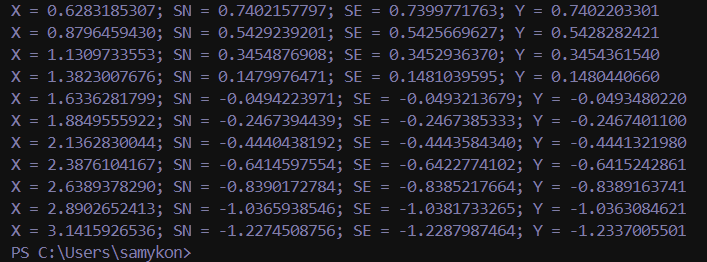 X = 0.6283185307; SN = 0.7402157797; SE = 0.7399771763; Y = 0.7402203301
X = 0.8796459430; SN = 0.5429239201; SE = 0.5425669627; Y = 0.5428282421
X = 1.1309733553; SN = 0.3454876908; SE = 0.3452936370; Y = 0.3454361540
X = 1.3823007676; SN = 0.1479976471; SE = 0.1481039595; Y = 0.1480440660
X = 1.6336281799; SN = -0.0494223971; SE = -0.0493213679; Y = -0.0493480220
X = 1.8849555922; SN = -0.2467394439; SE = -0.2467385333; Y = -0.2467401100
X = 2.1362830044; SN = -0.4440438192; SE = -0.4443584340; Y = -0.4441321980
X = 2.3876104167; SN = -0.6414597554; SE = -0.6422774102; Y = -0.6415242861
X = 2.6389378290; SN = -0.8390172784; SE = -0.8385217664; Y = -0.8389163741
X = 2.8902652413; SN = -1.0365938546; SE = -1.0381733265; Y = -1.0363084621
X = 3.1415926536; SN = -1.2274508756; SE = -1.2287987464; Y = -1.2337005501
PS C:\Users\samykon>